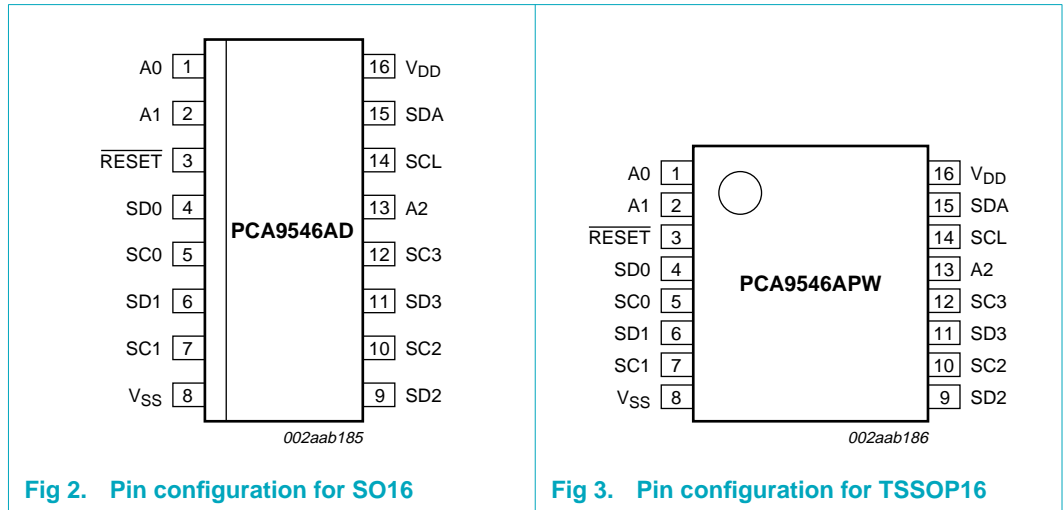 A0 1
A1 2
RESET 3
SD0 4
SC0 5
SD1 6
SC1 7
VSS 8
PCA9546AD
16 VDD
15 SDA
14 SCL
13 A2
12 SC3
11 SD3
10 SC2
9 SD2
002aab185
Fig 2. Pin configuration for SO16
A0 1
A1 2
RESET 3
SD0 4
SC0 5
SD1 6
SC1 7
VSS 8
PCA9546APW
16 VDD
15 SDA
14 SCL
13 A2
12 SC3
11 SD3
10 SC2
9 SD2
002aab186
Fig 3. Pin configuration for TSSOP16